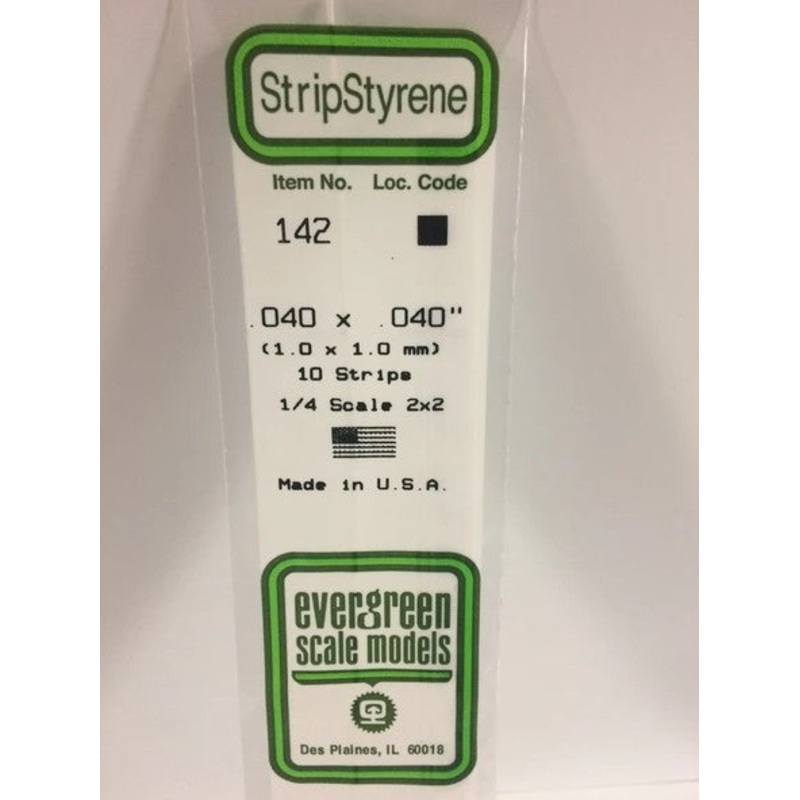 StripStyrene
Item No. Loc. Code
142
.040 x .040"
(1.0 x 1.0 mm)
10 Strips
1/4 Scale 2x2
Made in U.S.A.
evergreen
scale models
Des Plaines, IL 60018